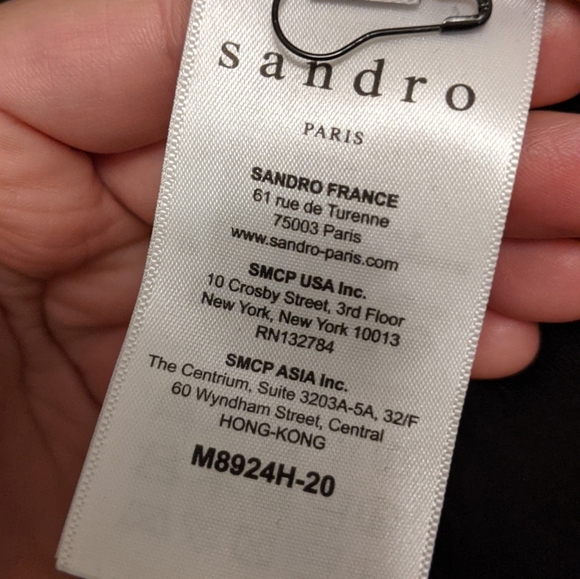 sandro
PARIS
SANDRO FRANCE
61 rue de Turenne
75003 Paris
www.sandro-paris.com
SMCP USA Inc.
10 Crosby Street, 3rd Floor
New York, New York 10013
RN132784
SMCP ASIA Inc.
The Centrium, Suite 3203A-5A, 32/F
60 Wyndham Street, Central
HONG-KONG
M8924H-20